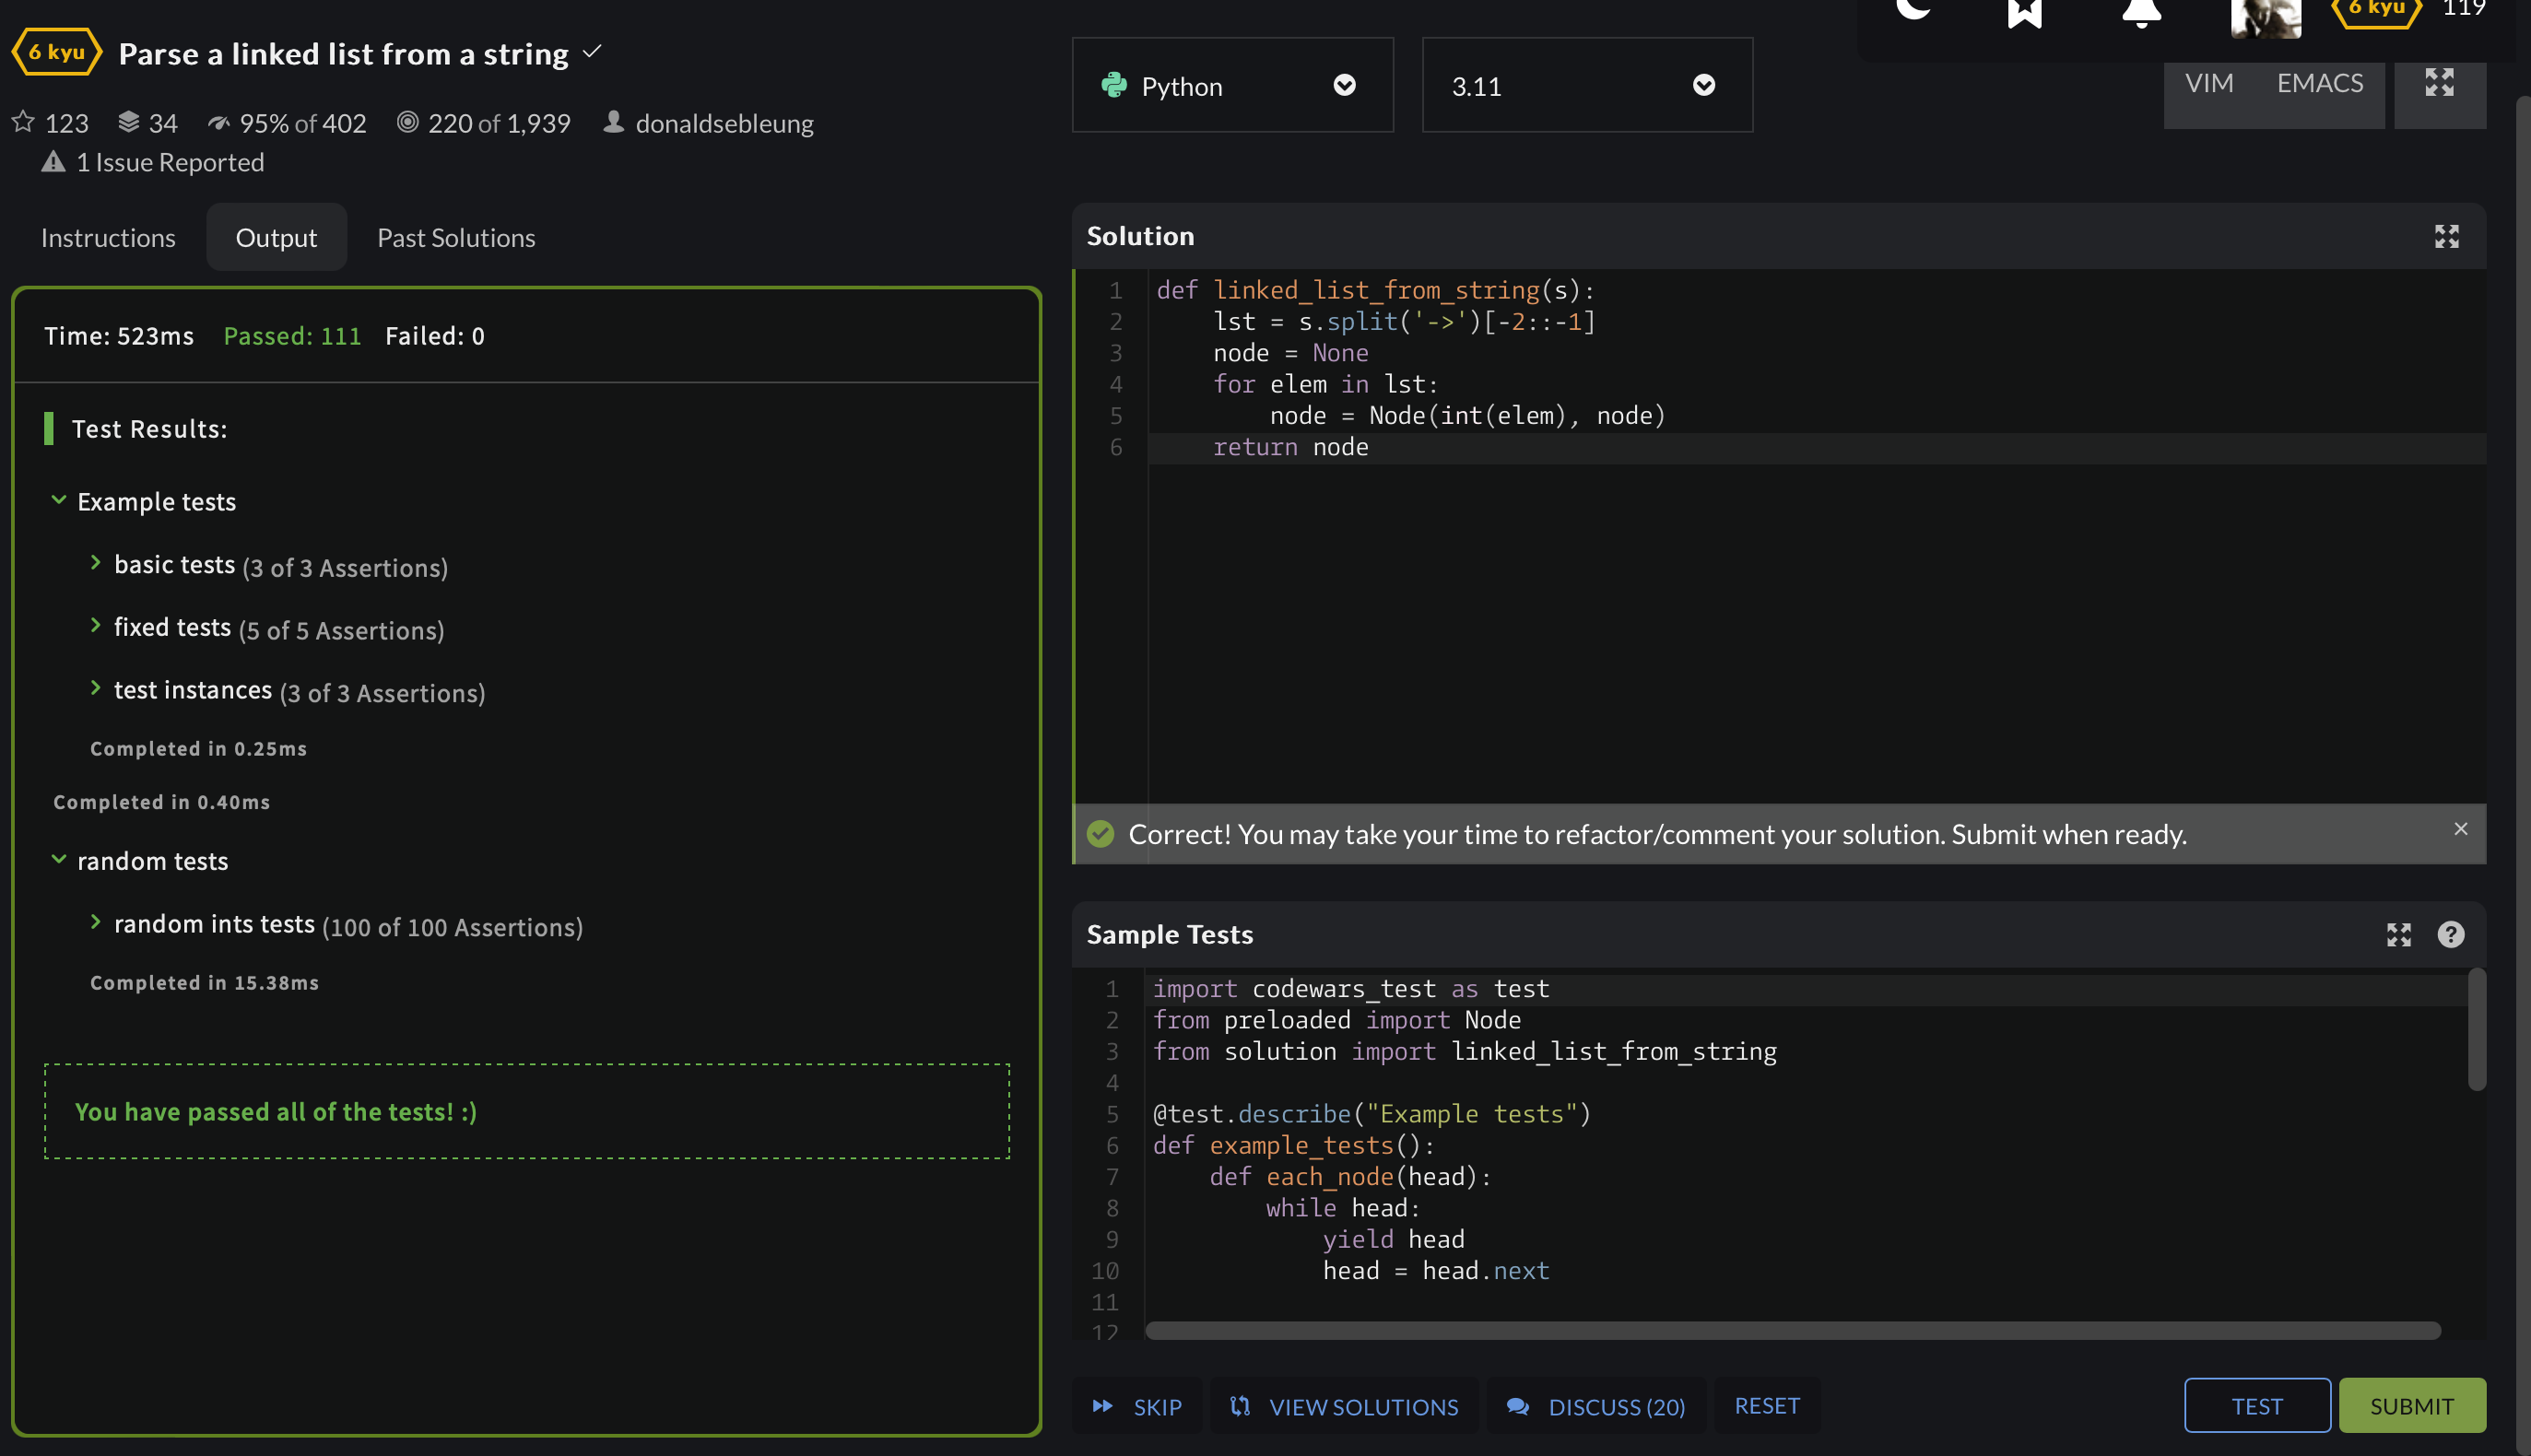 6 kyu Parse a linked list from a string
123 34 95% of 402 220 of 1,939 donaldsebleung
1 Issue Reported
Instructions Output Past Solutions
Time: 523ms Passed: 111 Failed: 0
Test Results:
Example tests
basic tests (3 of 3 Assertions)
fixed tests (5 of 5 Assertions)
test instances (3 of 3 Assertions)
Completed in 0.25ms
Completed in 0.40ms
random tests
random ints tests (100 of 100 Assertions)
Completed in 15.38ms
You have passed all of the tests! :)
6 kyu 119
Python 3.11 VIM EMACS
Solution
1 def linked_list_from_string(s):
2     lst = s.split('->')[-2::-1]
3     node = None
4     for elem in lst:
5         node = Node(int(elem), node)
6     return node
Correct! You may take your time to refactor/comment your solution. Submit when ready. ×
Sample Tests ?
1 import codewars_test as test
2 from preloaded import Node
3 from solution import linked_list_from_string
4
5 @test.describe("Example tests")
6 def example_tests():
7     def each_node(head):
8         while head:
9             yield head
10             head = head.next
11
12
SKIP VIEW SOLUTIONS DISCUSS (20) RESET TEST SUBMIT